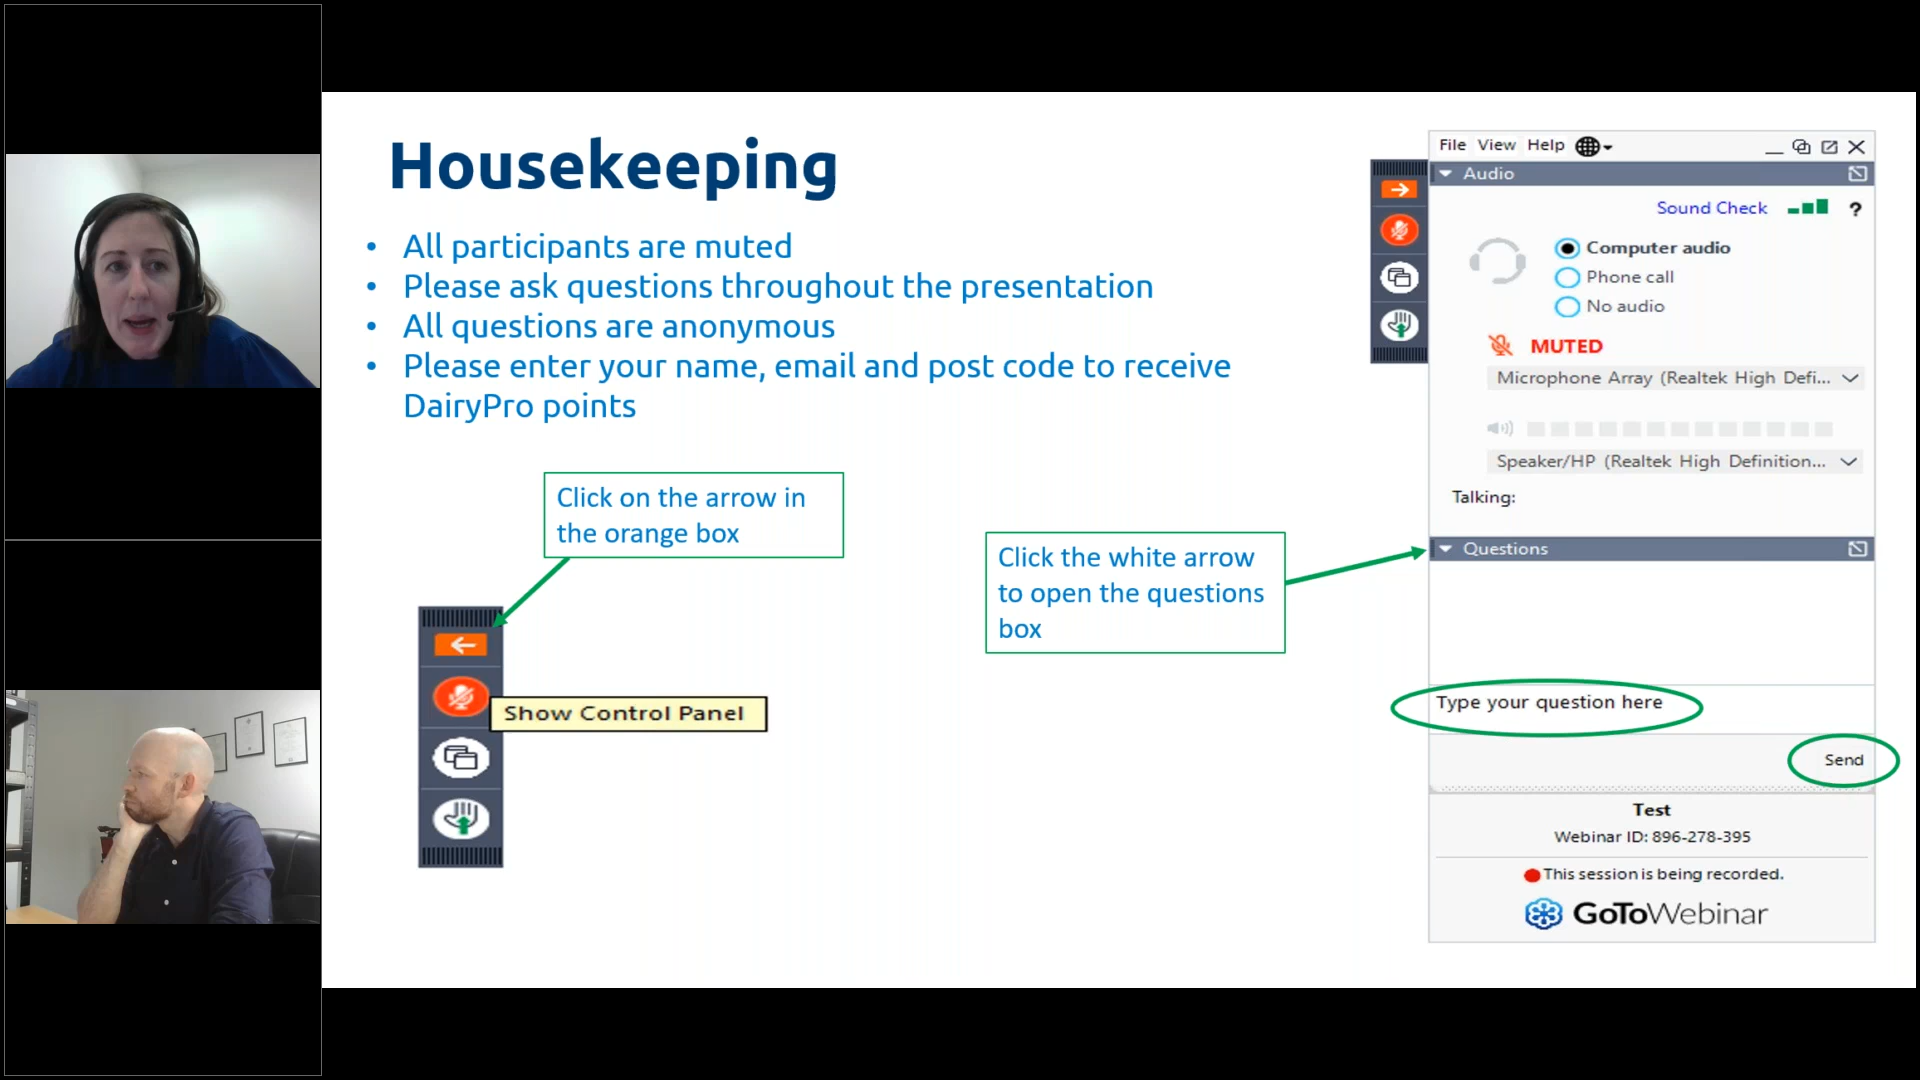 Housekeeping
• All participants are muted
• Please ask questions throughout the presentation
• All questions are anonymous
• Please enter your name, email and post code to receive
DairyPro points
Click on the arrow in
the orange box
Show Control Panel
Click the white arrow
to open the questions
box
File View Help
Audio
Sound Check ?
Computer audio
Phone call
No audio
MUTED
Microphone Array (Realtek High Defi...
Speaker/HP (Realtek High Definition...
Talking:
Questions
Type your question here
Send
Test
Webinar ID: 896-278-395
This session is being recorded.
GoToWebinar